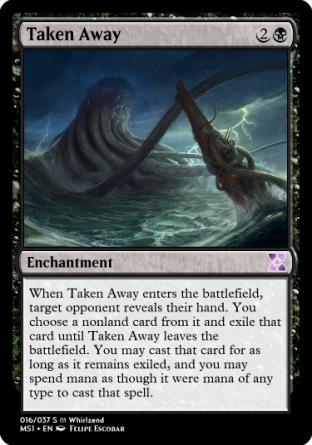 Taken Away 2
Enchantment
When Taken Away enters the battlefield,
target opponent reveals their hand. You
choose a nonland card from it and exile that
card until Taken Away leaves the
battlefield. You may cast that card for as
long as it remains exiled, and you may
spend mana as though it were mana of any
type to cast that spell.
016/037 S Whirlzend
MS1 • EN Felipe Escobar